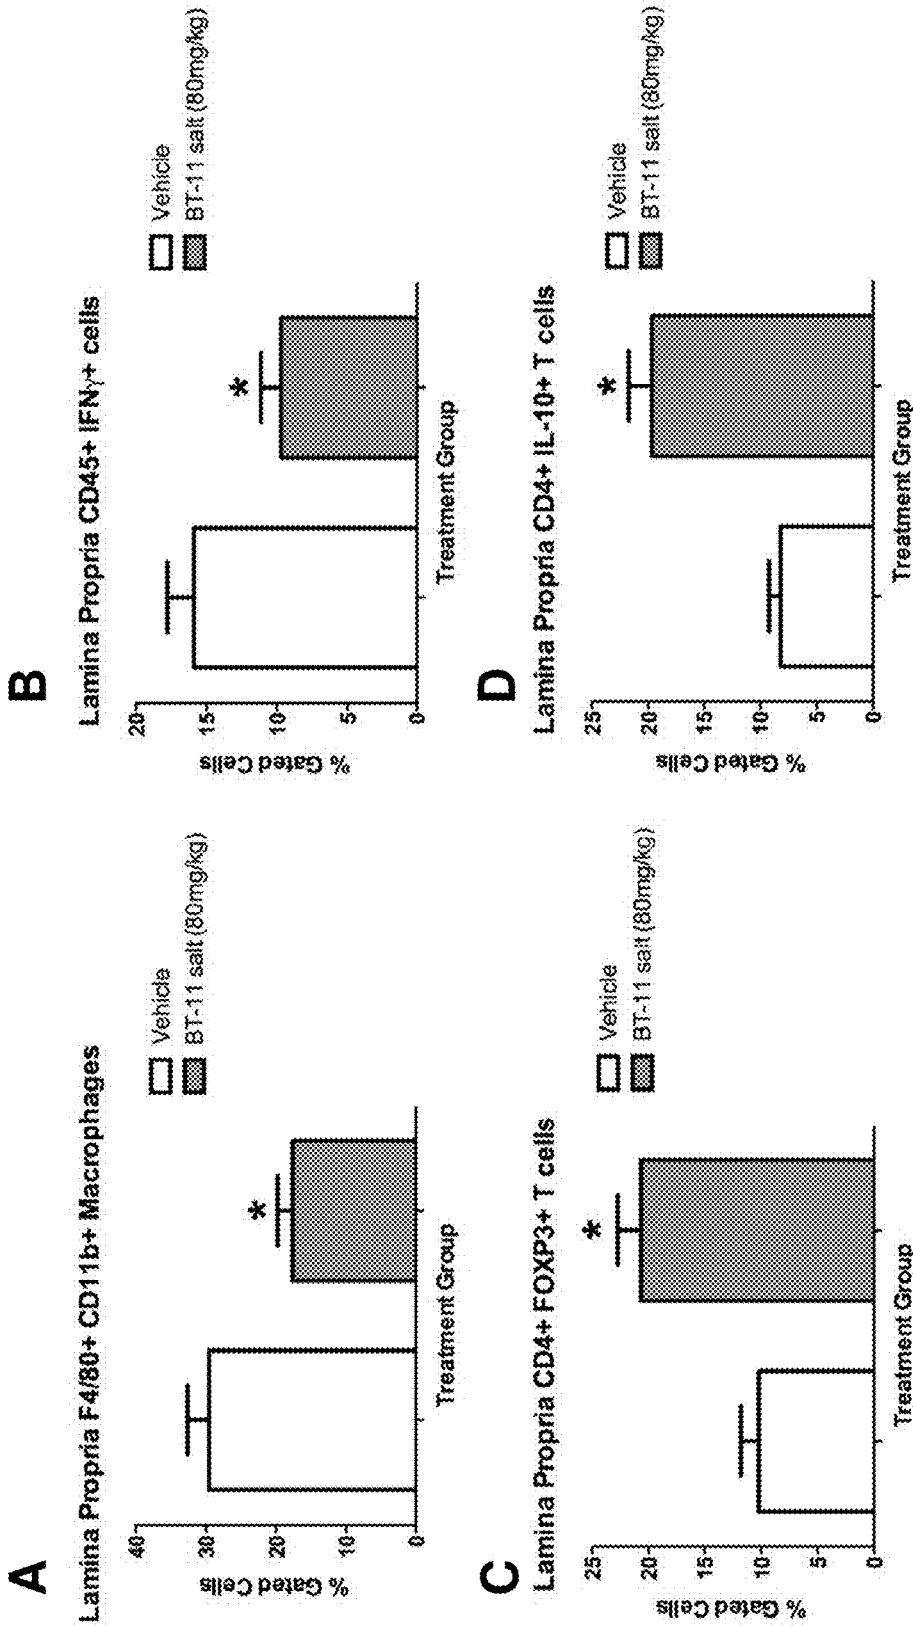 A
Lamina Propria F4/80+ CD11b+ Macrophages
% Gated Cells
40
30
20
10
0
*
Treatment Group
Vehicle
BT-11 salt (80mg/kg)
B
Lamina Propria CD45+ IFNγ+ cells
% Gated Cells
20
15
10
5
0
*
Treatment Group
Vehicle
BT-11 salt (80mg/kg)
C
Lamina Propria CD4+ FOXP3+ T cells
% Gated Cells
25
20
15
10
5
0
*
Treatment Group
Vehicle
BT-11 salt (80mg/kg)
D
Lamina Propria CD4+ IL-10+ T cells
% Gated Cells
25
20
15
10
5
0
*
Treatment Group
Vehicle
BT-11 salt (80mg/kg)